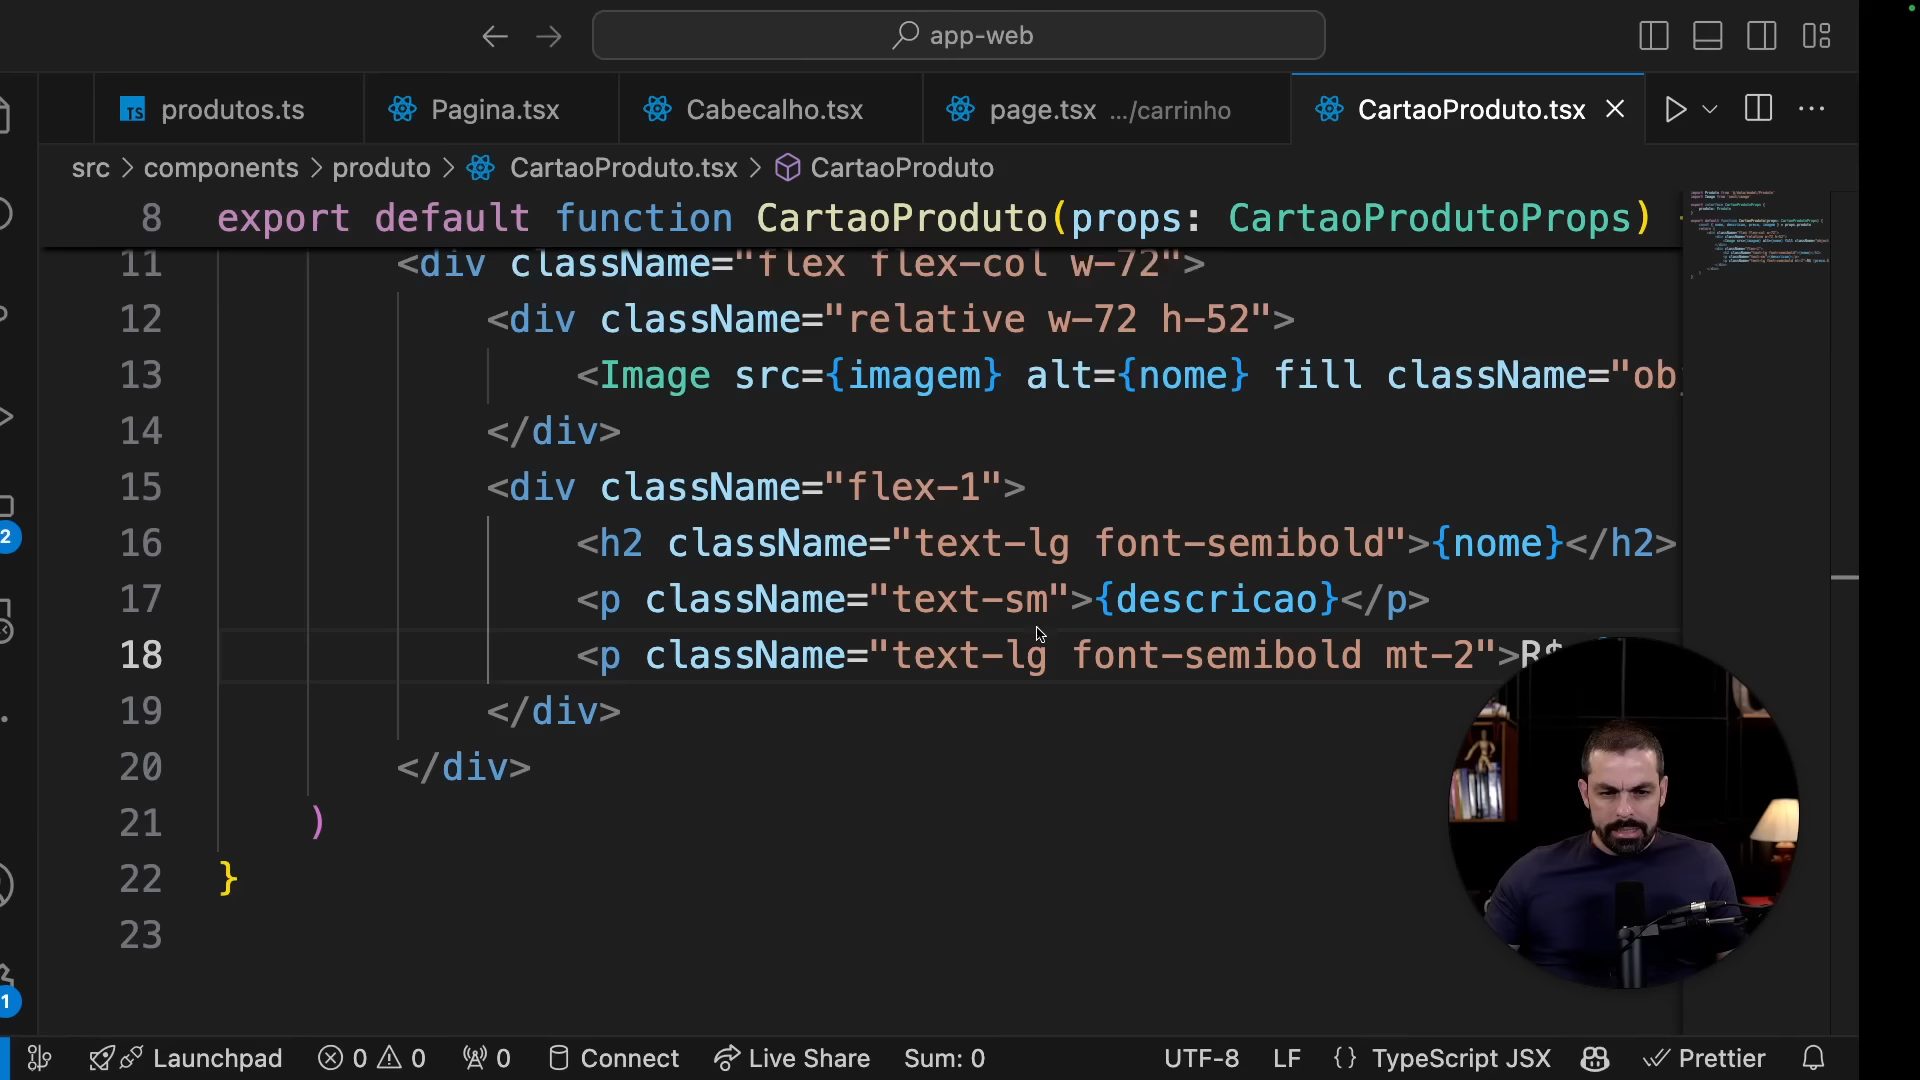 app-web
produtos.ts
Pagina.tsx
Cabecalho.tsx
page.tsx .../carrinho
CartaoProduto.tsx
src > components > produto > CartaoProduto.tsx > CartaoProduto
8 export default function CartaoProduto(props: CartaoProdutoProps)
11 <div className="flex flex-col w-72">
12 <div className="relative w-72 h-52">
13 <Image src={imagem} alt={nome} fill className="ob
14 </div>
15 <div className="flex-1">
16 <h2 className="text-lg font-semibold">{nome}</h2>
17 <p className="text-sm">{descricao}</p>
18 <p className="text-lg font-semibold mt-2">R$
19 </div>
20 </div>
21 )
22 }
23
2
1
Launchpad 0 0 0 Connect Live Share Sum: 0 UTF-8 LF {} TypeScript JSX Prettier